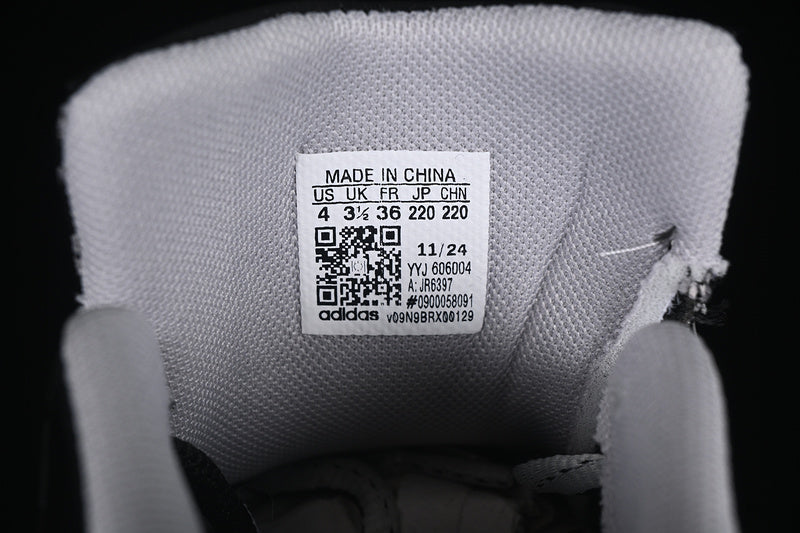 MADE IN CHINA
US UK FR JP CHN
4 3½ 36 220 220
11/24
YYJ 606004
A: JR6397
#0900058091
adidas v09N9BRX00129